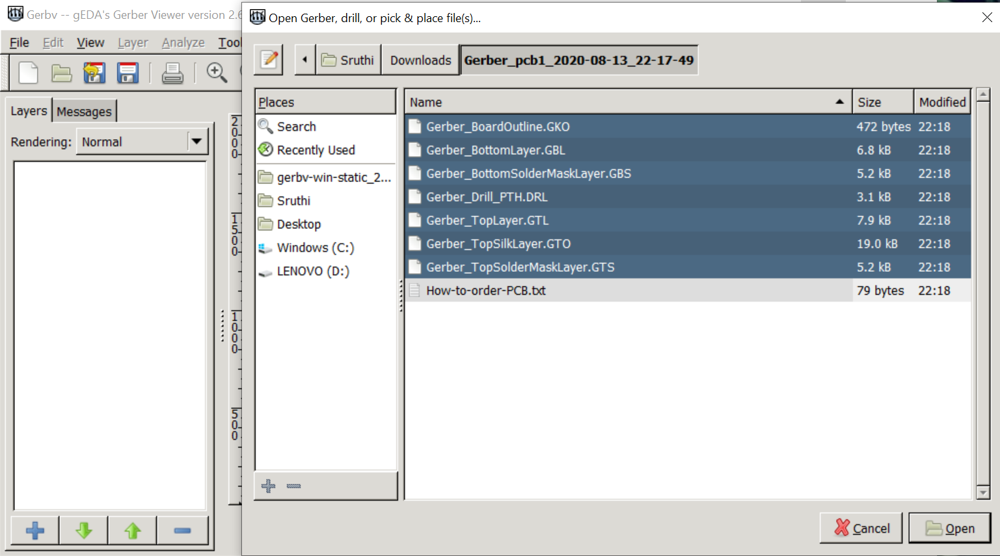 Gerbv -- gEDA's Gerber Viewer version 2.6
File Edit View Layer Analyze Tool
Layers Messages
Rendering: Normal
2000
1500
1000
500
Open Gerber, drill, or pick & place file(s)...
Sruthi Downloads Gerber_pcb1_2020-08-13_22-17-49
Places
Search
Recently Used
gerbv-win-static_2...
Sruthi
Desktop
Windows (C:)
LENOVO (D:)
Name Size Modified
Gerber_BoardOutline.GKO 472 bytes 22:18
Gerber_BottomLayer.GBL 6.8 kB 22:18
Gerber_BottomSolderMaskLayer.GBS 5.2 kB 22:18
Gerber_Drill_PTH.DRL 3.1 kB 22:18
Gerber_TopLayer.GTL 7.9 kB 22:18
Gerber_TopSilkLayer.GTO 19.0 kB 22:18
Gerber_TopSolderMaskLayer.GTS 5.2 kB 22:18
How-to-order-PCB.txt 79 bytes 22:18
Cancel Open